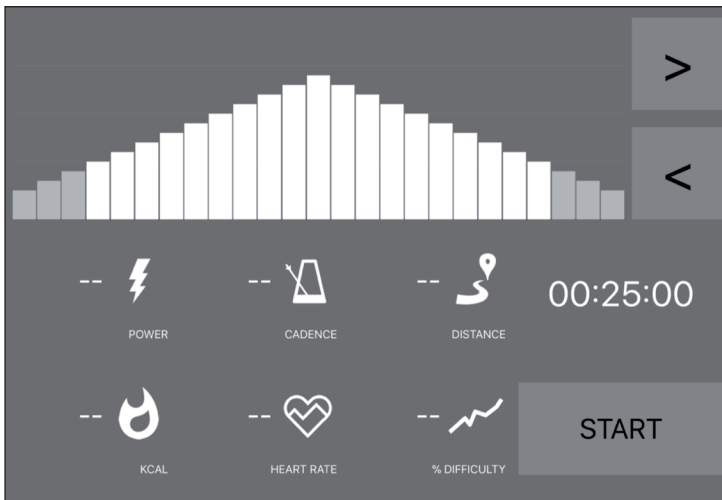 >
<
-- -- -- 00:25:00
POWER CADENCE DISTANCE
-- -- --
START
KCAL HEART RATE % DIFFICULTY